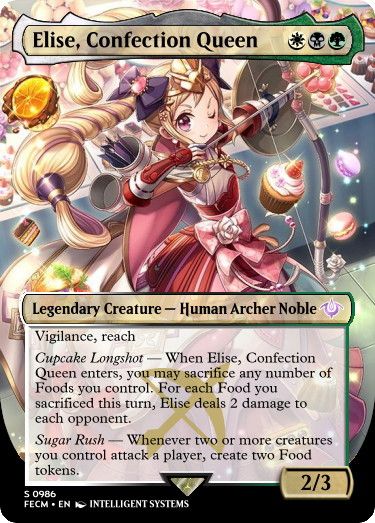 Elise, Confection Queen
Legendary Creature — Human Archer Noble
Vigilance, reach
Cupcake Longshot — When Elise, Confection
Queen enters, you may sacrifice any number of
Foods you control. For each Food you
sacrificed this turn, Elise deals 2 damage to
each opponent.
Sugar Rush — Whenever two or more creatures
you control attack a player, create two Food
tokens.
2/3
S 0986
FECM • EN INTELLIGENT SYSTEMS